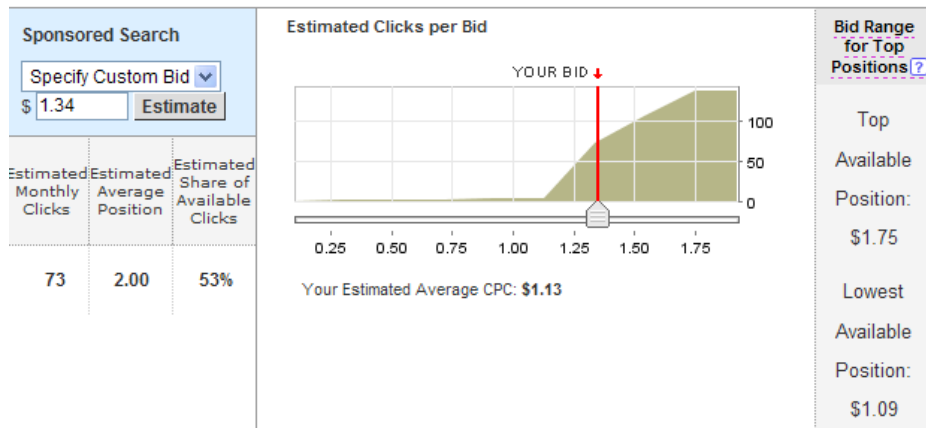 Sponsored Search
Specify Custom Bid
$ 1.34 Estimate
Estimated Monthly Clicks
Estimated Average Position
Estimated Share of Available Clicks
73 2.00 53%
Estimated Clicks per Bid
YOUR BID
100
50
0
0.25 0.50 0.75 1.00 1.25 1.50 1.75
Your Estimated Average CPC: $1.13
Bid Range
for Top
Positions ?
Top
Available
Position:
$1.75
Lowest
Available
Position:
$1.09